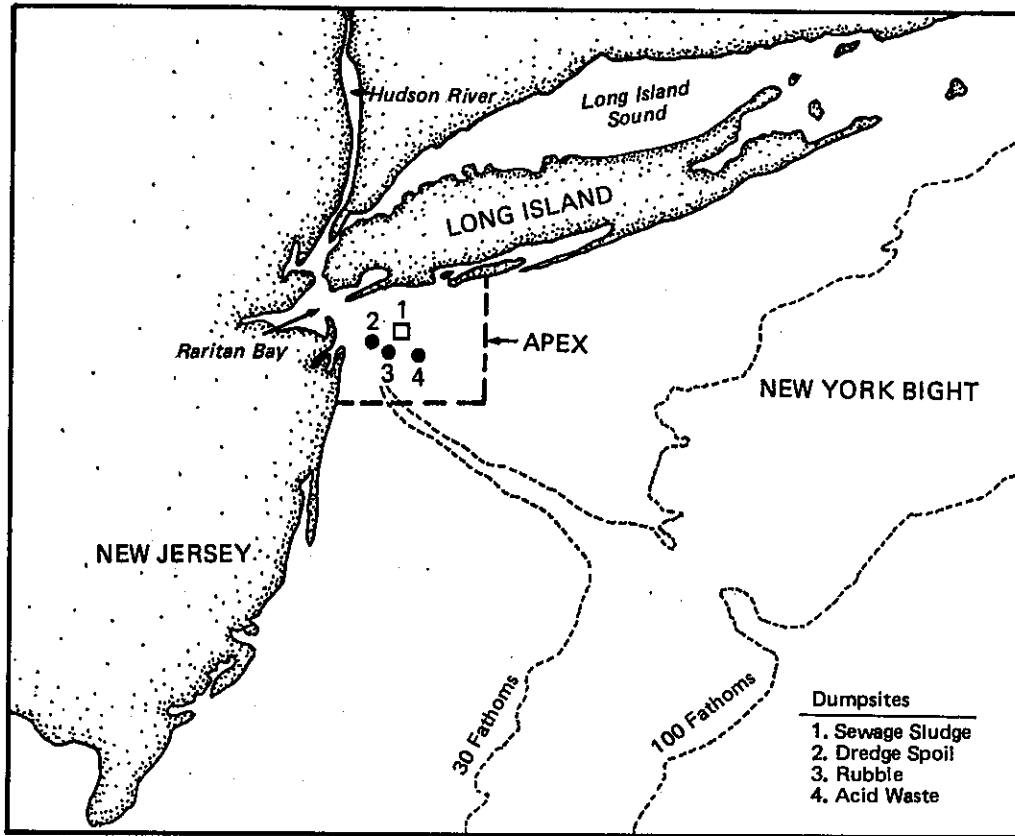 Hudson River
Long Island
Sound
LONG ISLAND
1
2
3
4
APEX
Raritan Bay
NEW YORK BIGHT
NEW JERSEY
30 Fathoms
100 Fathoms
Dumpsites
1. Sewage Sludge
2. Dredge Spoil
3. Rubble
4. Acid Waste